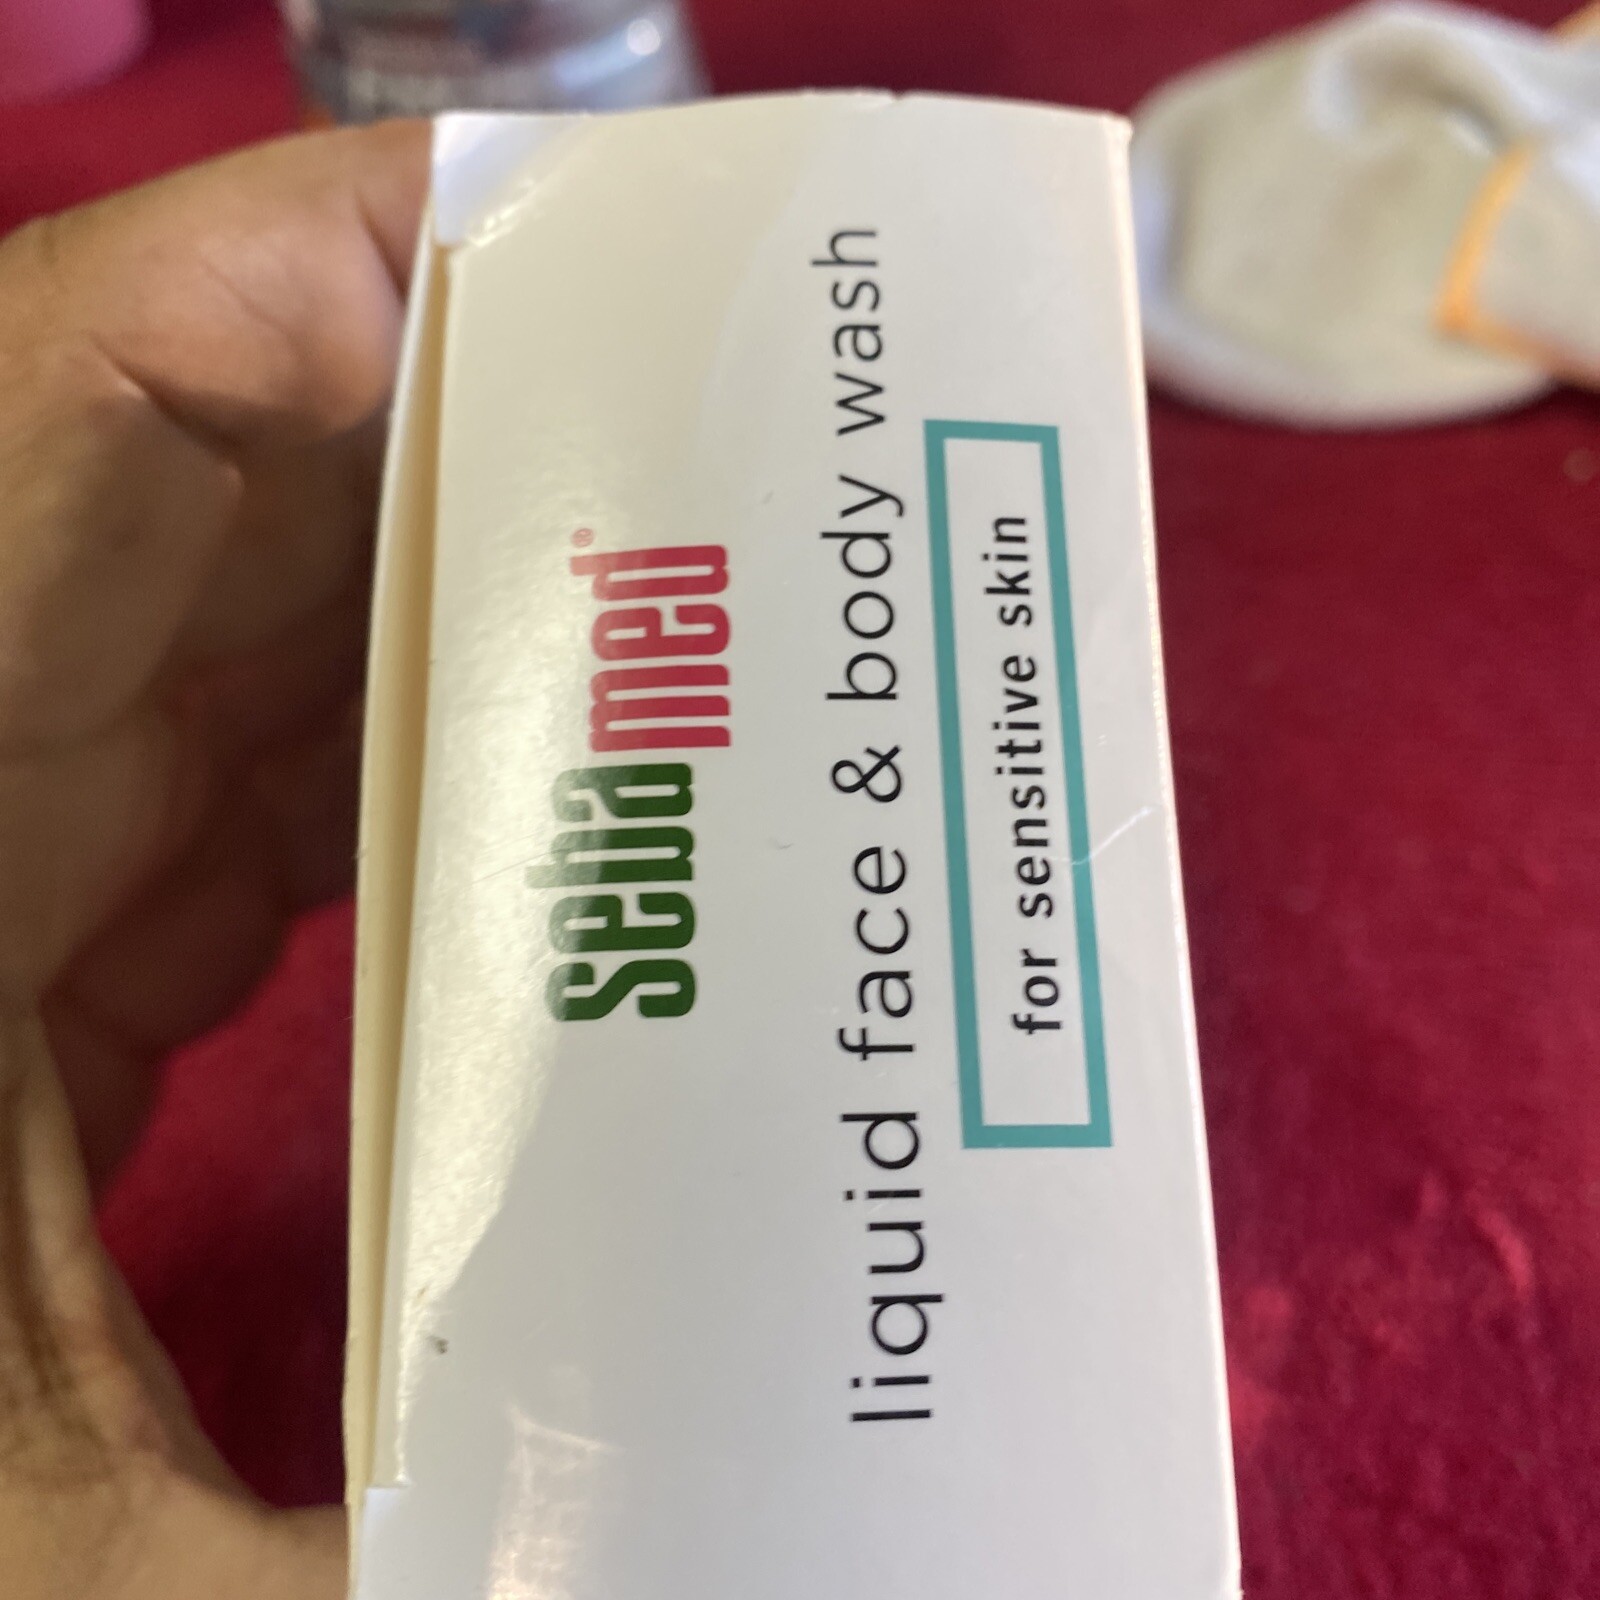 sebamed®
liquid face & body wash
for sensitive skin